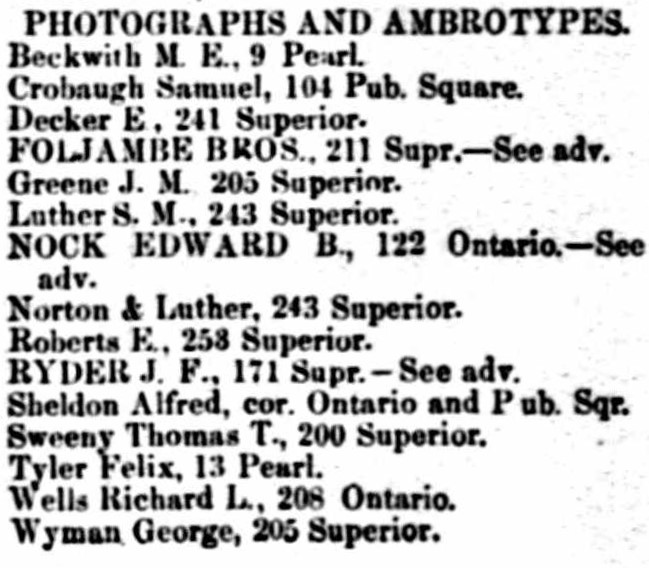 PHOTOGRAPHS AND AMBROTYPES.
Beckwith M. E., 9 Pearl.
Crobaugh Samuel, 104 Pub. Square.
Decker E., 241 Superior.
FOLJAMBE BROS., 211 Supr.—See adv.
Greene J. M. 205 Superior.
Luther S. M., 243 Superior.
NOCK EDWARD B., 122 Ontario.—See
adv.
Norton & Luther, 243 Superior.
Roberts E., 253 Superior.
RYDER J. F., 171 Supr.—See adv.
Sheldon Alfred, cor. Ontario and Pub. Sqr.
Sweeny Thomas T., 200 Superior.
Tyler Felix, 13 Pearl.
Wells Richard L., 208 Ontario.
Wyman George, 205 Superior.